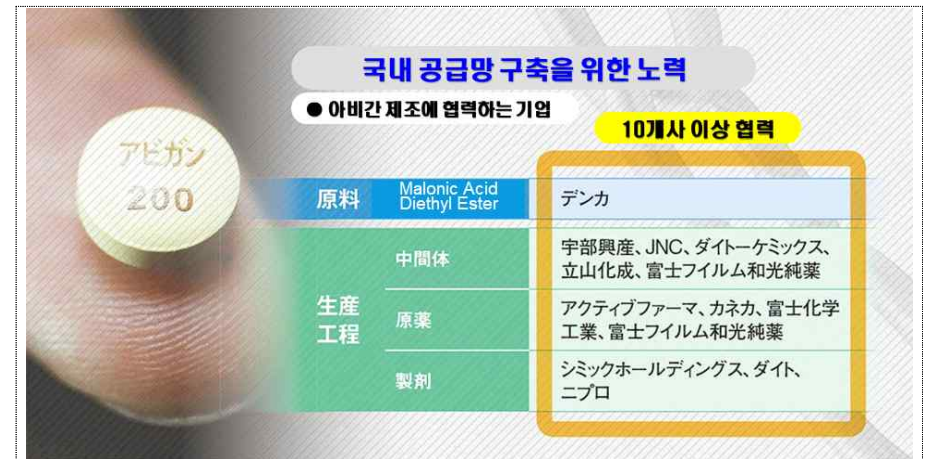 국내 공급망 구축을 위한 노력
● 아비간 제조에 협력하는 기업
10개사 이상 협력
アビガン
200
原料
Malonic Acid
Diethyl Ester
デンカ
生産
工程
中間体
宇部興産、JNC、ダイトーケミックス、
立山化成、富士フイルム和光純薬
原薬
アクティブファーマ、カネカ、富士化学
工業、富士フイルム和光純薬
製剤
シミックホールディングス、ダイト、
ニプロ